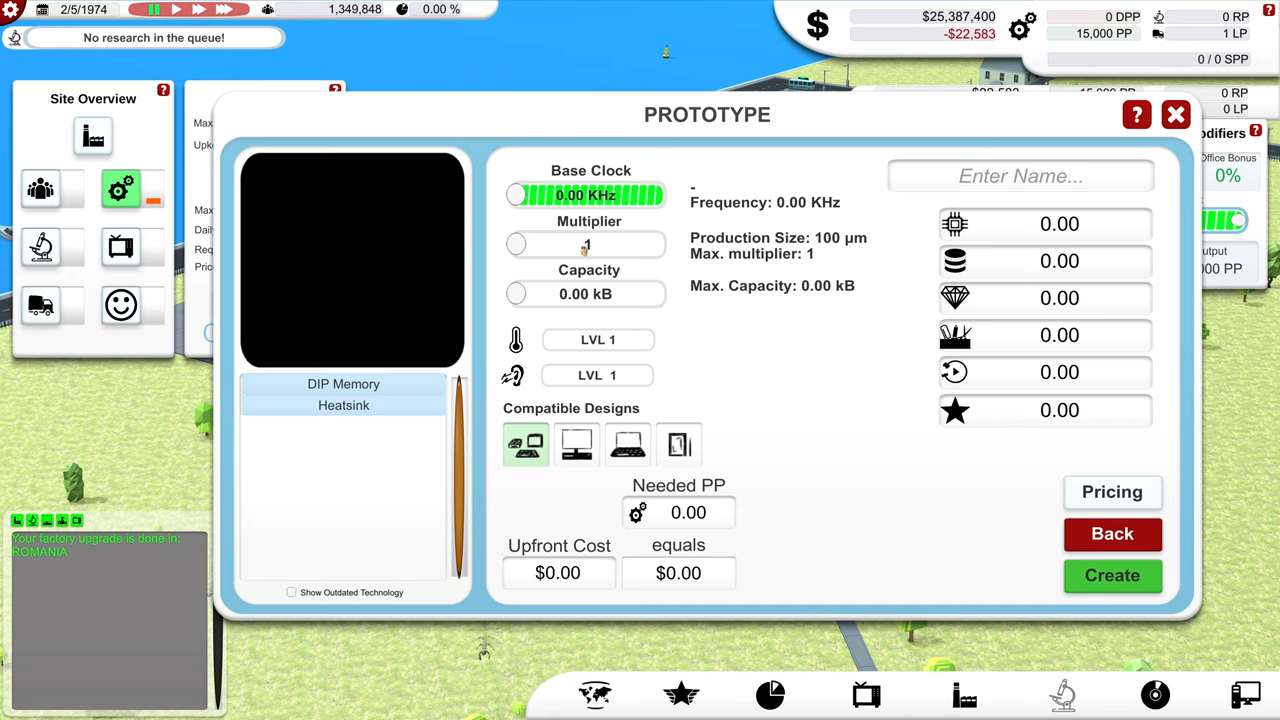 2/5/1974
1,349,848
0.00 %
No research in the queue!
$25,387,400
-$22,583
0 DPP
15,000 PP
0 RP
1 LP
0 / 0 SPP
?
$22,583
15,000 PP
0 RP
0 LP
Site Overview
?
?
Max
Upk
Max
Daily
Req
Price
odifiers
?
Office Bonus
0%
utput
000 PP
PROTOTYPE
?
DIP Memory
Heatsink
Show Outdated Technology
Base Clock
0.00 KHz
Multiplier
1
Capacity
0.00 kB
LVL 1
LVL 1
Compatible Designs
Needed PP
0.00
Upfront Cost
equals
$0.00
$0.00
-
Frequency: 0.00 KHz
Production Size: 100 µm
Max. multiplier: 1
Max. Capacity: 0.00 kB
Enter Name...
0.00
0.00
0.00
0.00
0.00
0.00
Pricing
Back
Create
Your factory upgrade is done in:
ROMANIA